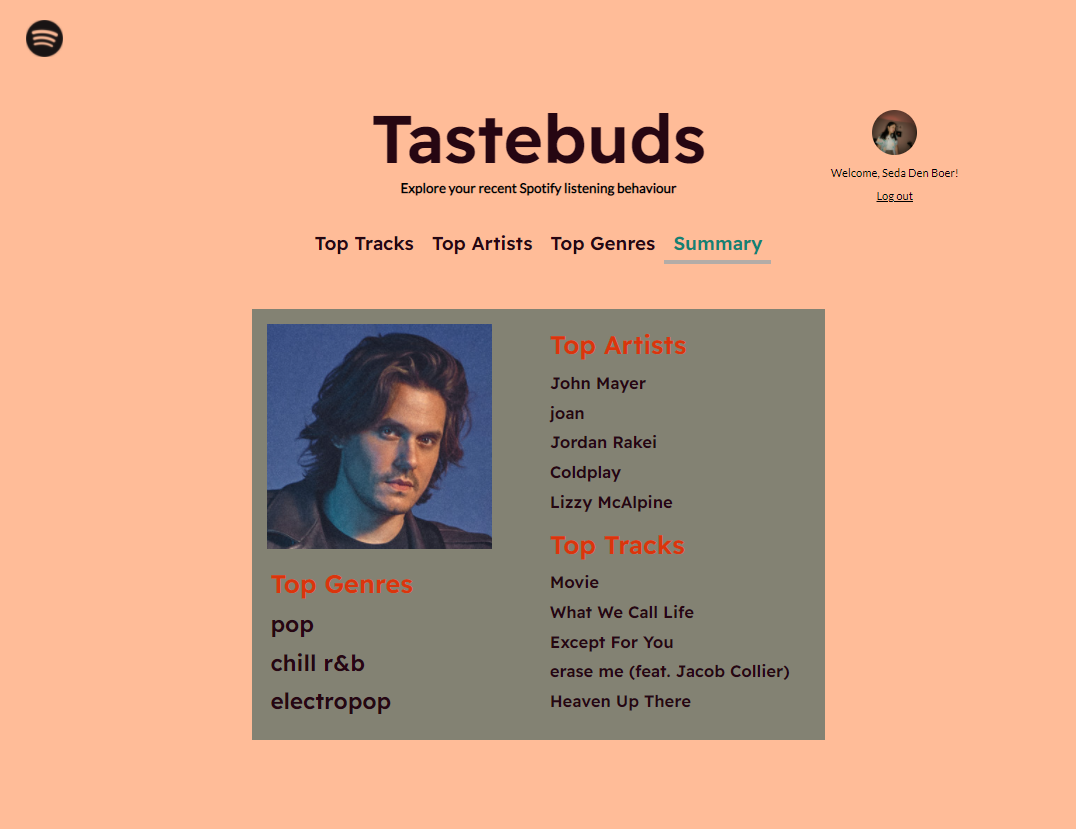 Tastebuds
Explore your recent Spotify listening behaviour
Welcome, Seda Den Boer!
Log out
Top Tracks Top Artists Top Genres Summary
Top Genres
pop
chill r&b
electropop
Top Artists
John Mayer
joan
Jordan Rakei
Coldplay
Lizzy McAlpine
Top Tracks
Movie
What We Call Life
Except For You
erase me (feat. Jacob Collier)
Heaven Up There